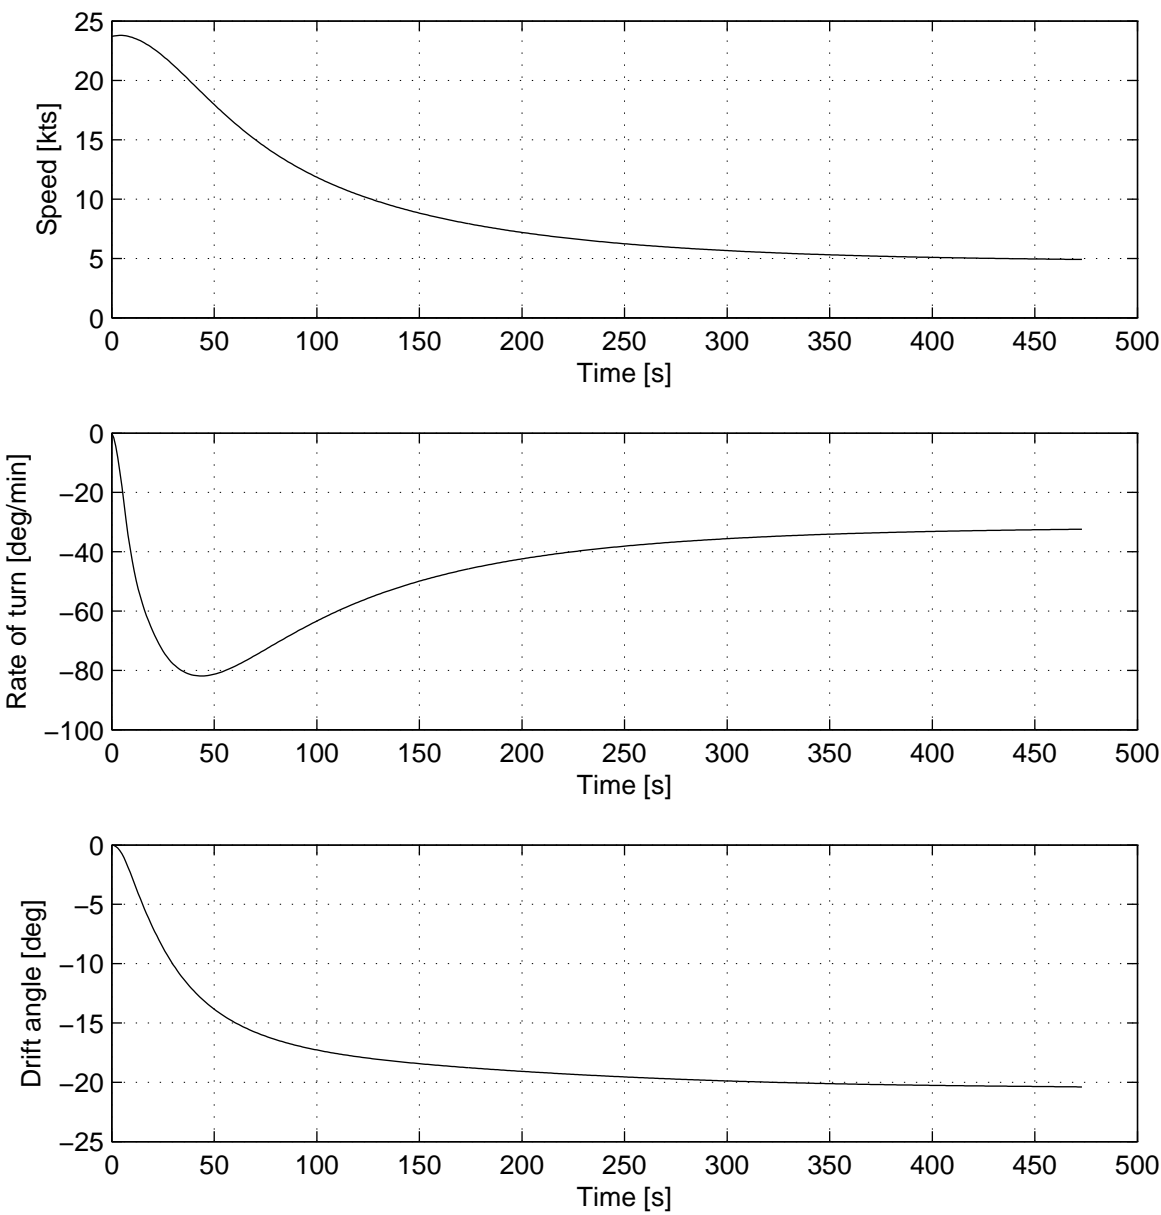 25
20
15
10
5
0
Speed [kts]
0 50 100 150 200 250 300 350 400 450 500
Time [s]
0
−20
−40
−60
−80
−100
Rate of turn [deg/min]
0 50 100 150 200 250 300 350 400 450 500
Time [s]
0
−5
−10
−15
−20
−25
Drift angle [deg]
0 50 100 150 200 250 300 350 400 450 500
Time [s]